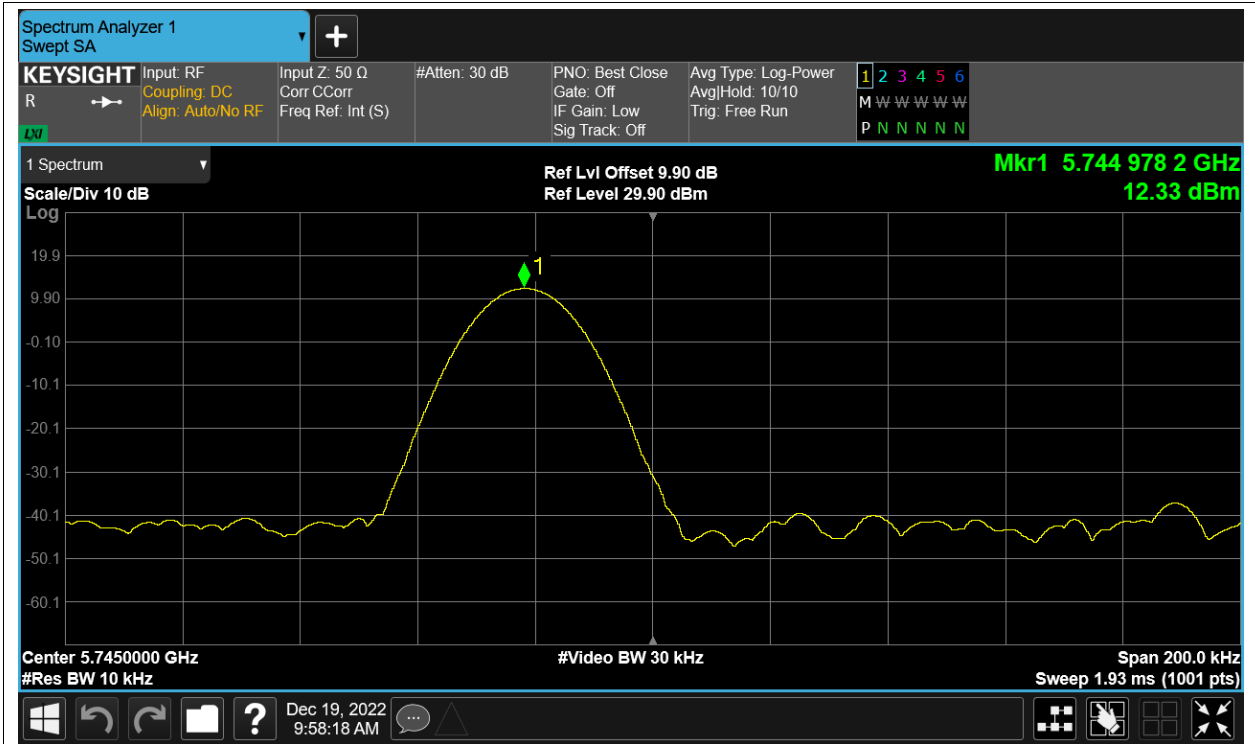 Spectrum Analyzer 1
Swept SA
KEYSIGHT
R
LXI
Input: RF
Coupling: DC
Align: Auto/No RF
Input Z: 50 Ω
Corr CCorr
Freq Ref: Int (S)
#Atten: 30 dB
PNO: Best Close
Gate: Off
IF Gain: Low
Sig Track: Off
Avg Type: Log-Power
Avg|Hold: 10/10
Trig: Free Run
1 2 3 4 5 6
M W W W W W
P N N N N N
1 Spectrum
Scale/Div 10 dB
Log
Ref Lvl Offset 9.90 dB
Ref Level 29.90 dBm
Mkr1 5.744 978 2 GHz
12.33 dBm
1
19.9
9.90
-0.10
-10.1
-20.1
-30.1
-40.1
-50.1
-60.1
Center 5.7450000 GHz
#Res BW 10 kHz
#Video BW 30 kHz
Span 200.0 kHz
Sweep 1.93 ms (1001 pts)
?
Dec 19, 2022
9:58:18 AM